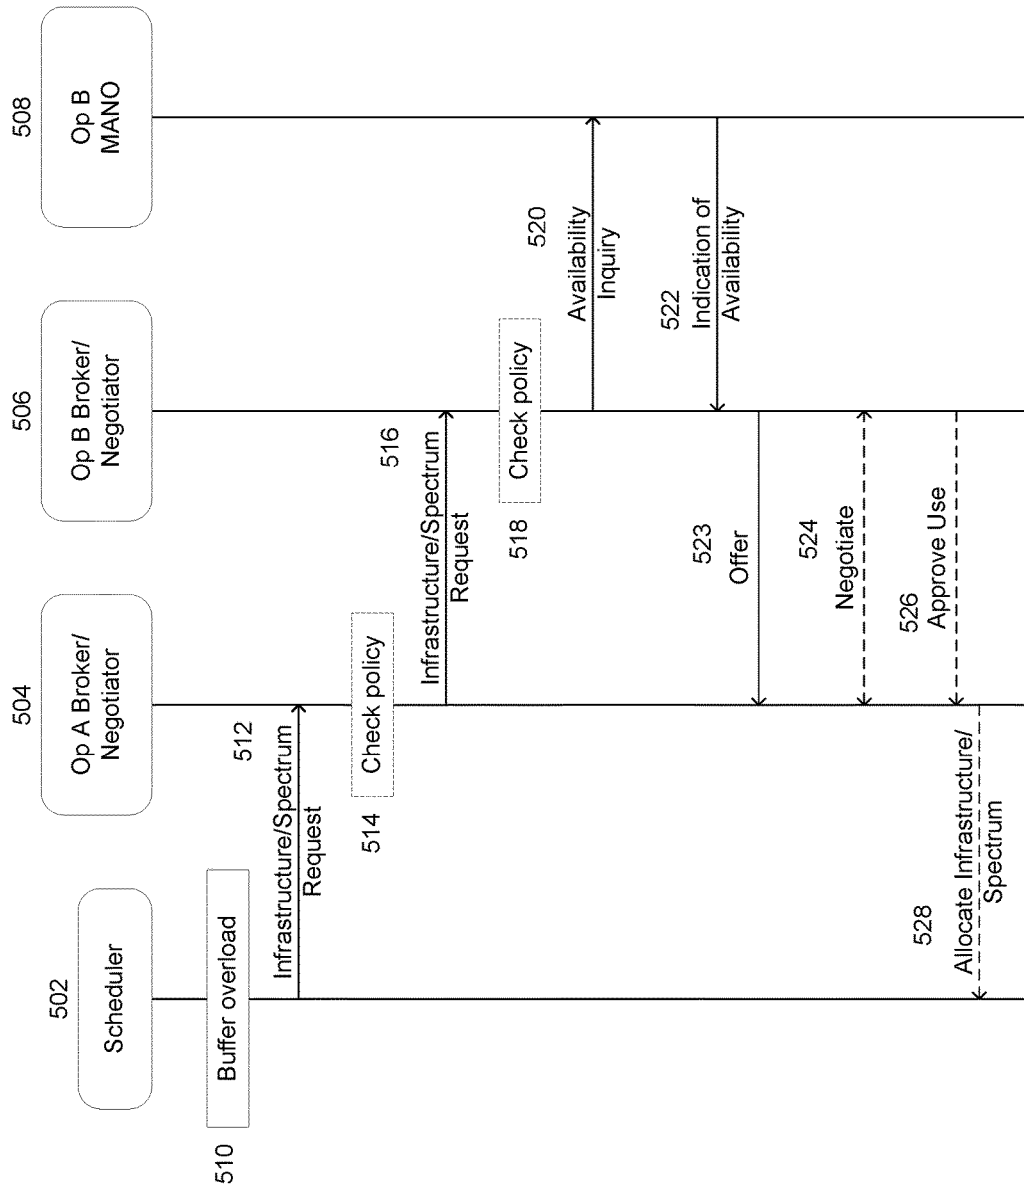 502
Scheduler
504
Op A Broker/
Negotiator
506
Op B Broker/
Negotiator
508
Op B
MANO
510
Buffer overload
512
Infrastructure/Spectrum
Request
514
Check policy
516
Infrastructure/Spectrum
Request
518
Check policy
520
Availability
Inquiry
522
Indication of
Availability
523
Offer
524
Negotiate
526
Approve Use
528
Allocate Infrastructure/
Spectrum